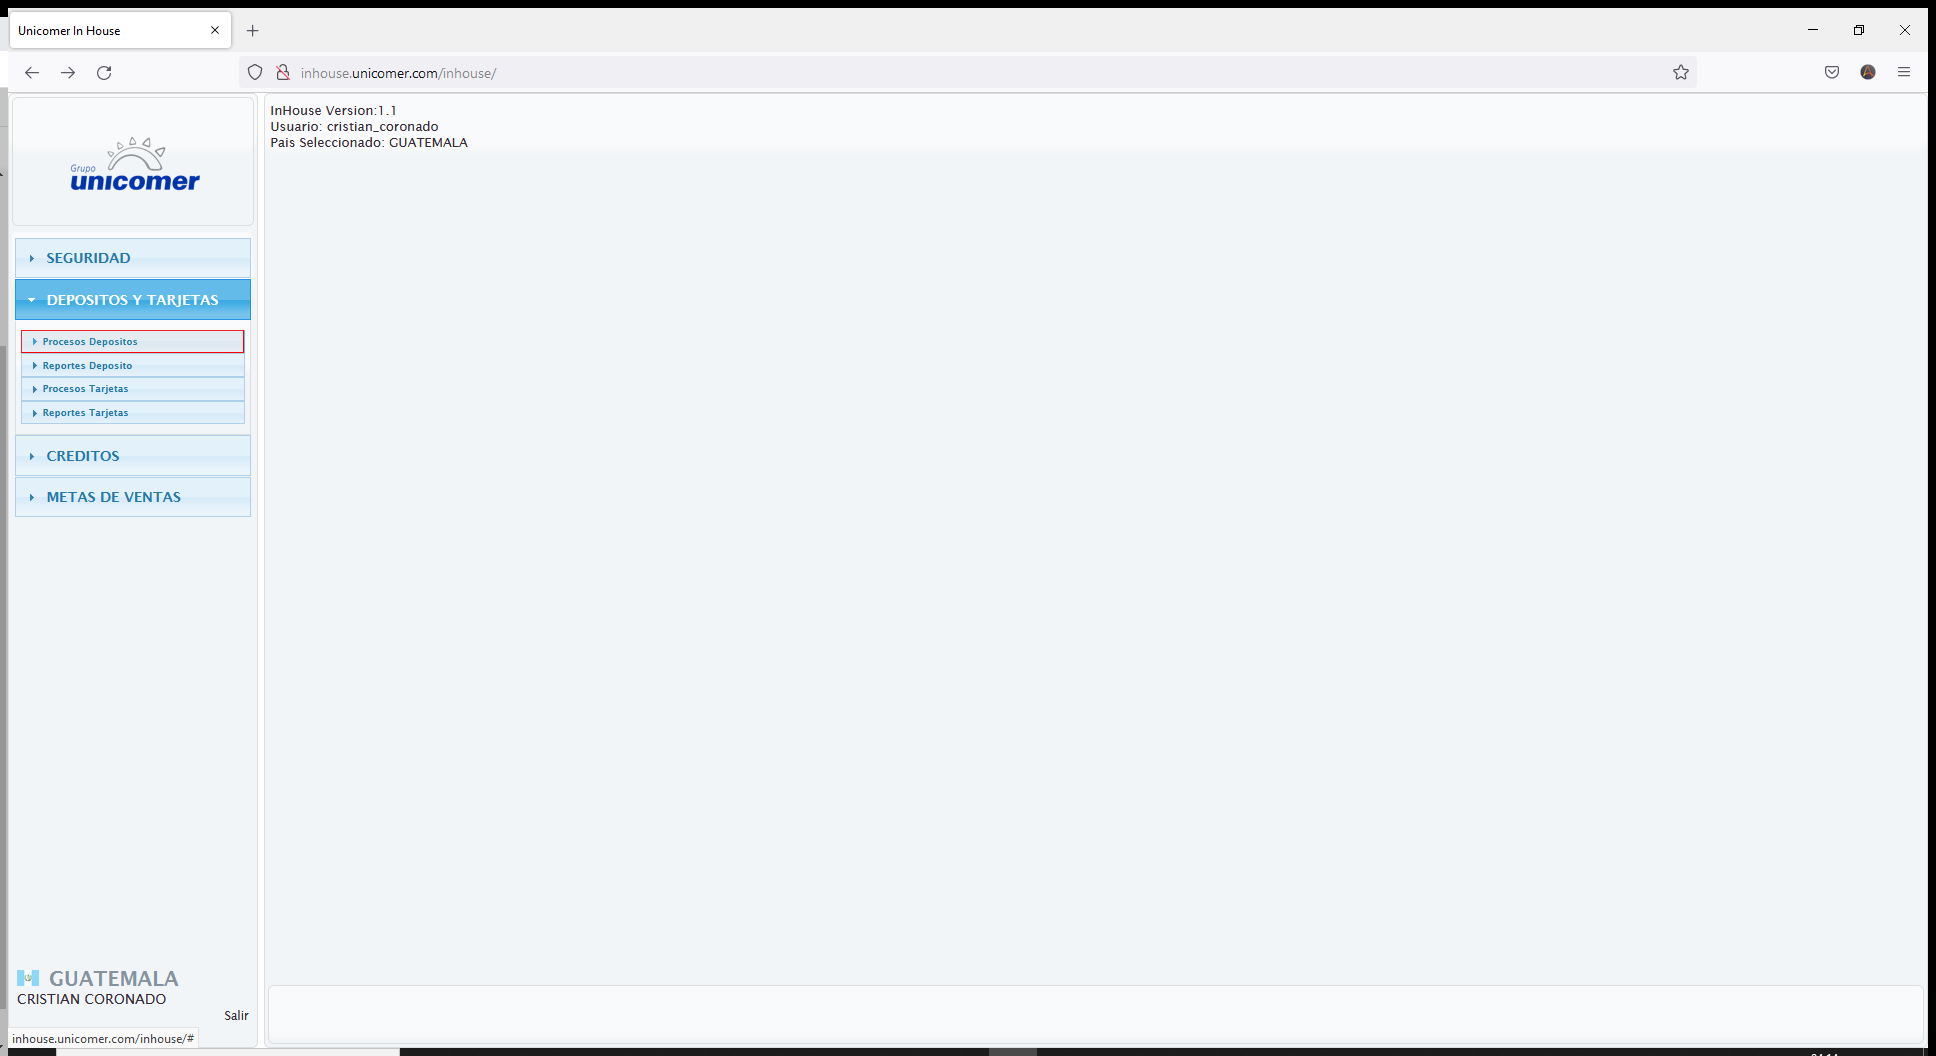 Unicomer In House
inhouse.unicomer.com/inhouse/
InHouse Version:1.1
Usuario: cristian_coronado
Pais Seleccionado: GUATEMALA
Grupo
unicomer
SEGURIDAD
DEPOSITOS Y TARJETAS
Procesos Depositos
Reportes Deposito
Procesos Tarjetas
Reportes Tarjetas
CREDITOS
METAS DE VENTAS
GUATEMALA
CRISTIAN CORONADO
Salir
inhouse.unicomer.com/inhouse/#